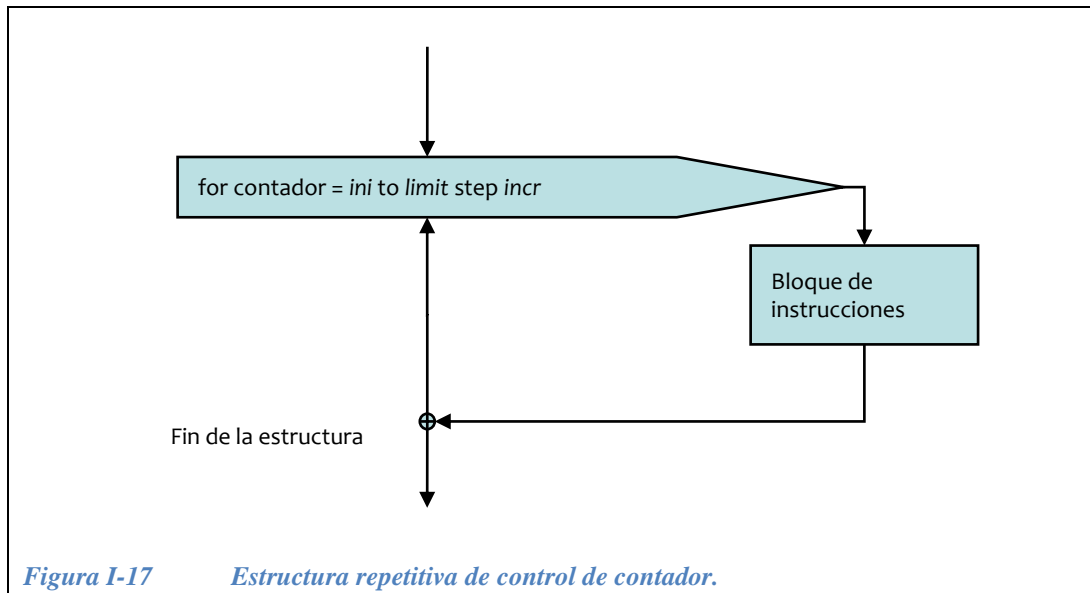 for contador = ini to limit step incr
Bloque de
instrucciones
Fin de la estructura
Figura I-17 Estructura repetitiva de control de contador.